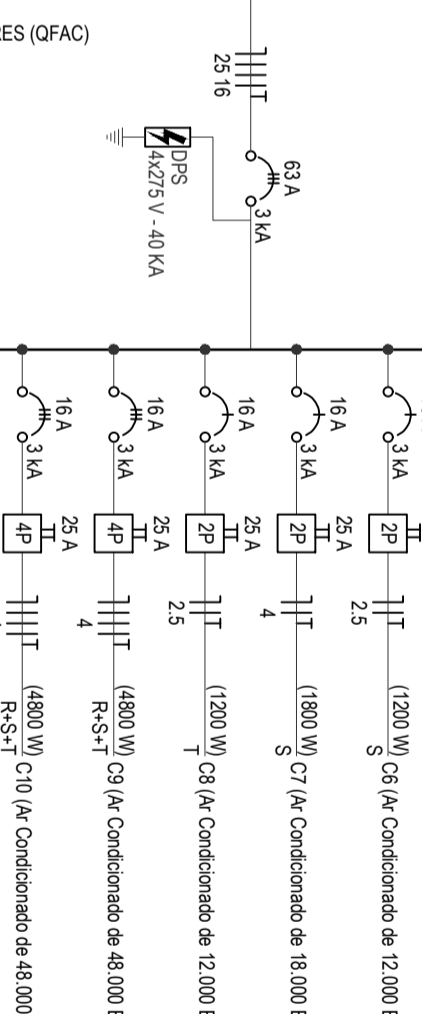 RES (QFAC)
25 16
63 A
3 kA
DPS
4x275 V - 40 KA
16 A
3 kA
4P
25 A
(4800 W)
R+S+T
C10 (Ar Condicionado de 48.000
16 A
3 kA
4P
25 A
4
(4800 W)
R+S+T
C9 (Ar Condicionado de 48.000
16 A
3 kA
2P
25 A
2.5
(1200 W)
T
C8 (Ar Condicionado de 12.000
16 A
3 kA
2P
25 A
4
(1800 W)
S
C7 (Ar Condicionado de 18.000
3 kA
2P
2.5
(1200 W)
S
C6 (Ar Condicionado de 12.000